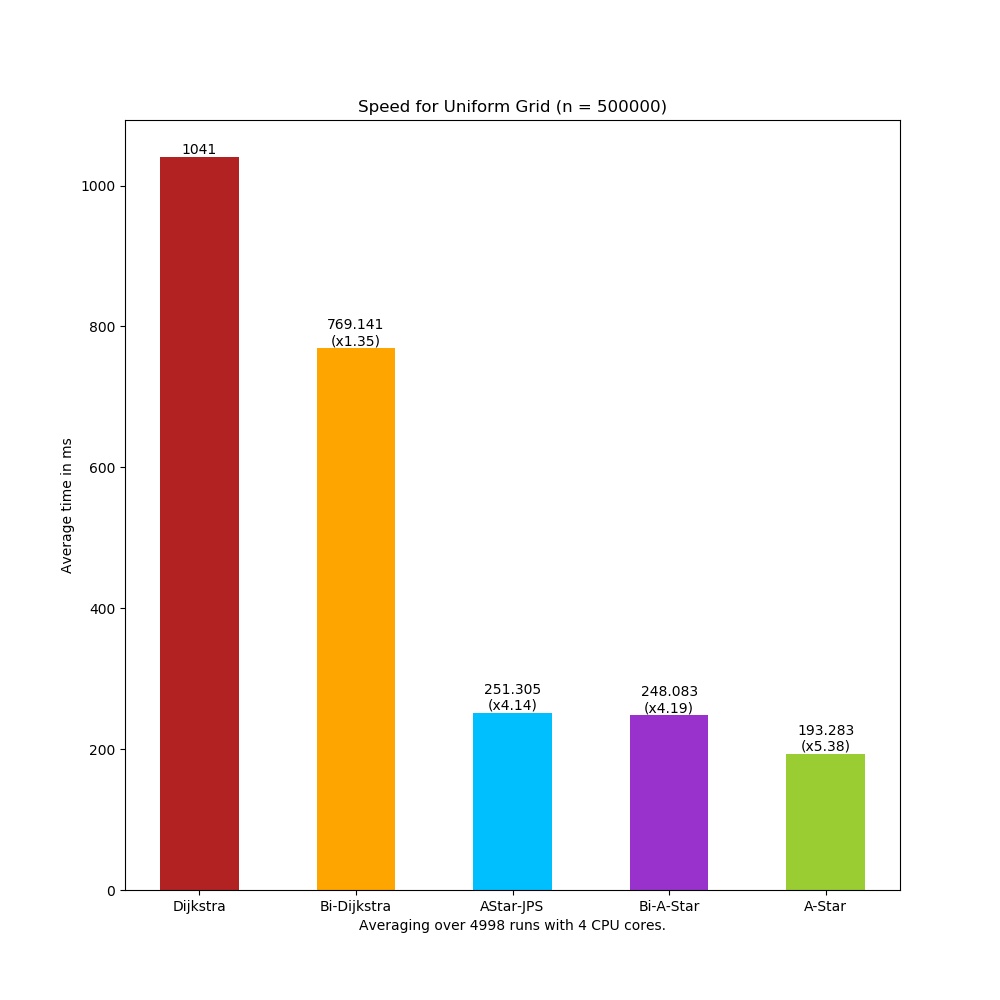 Speed for Uniform Grid (n = 500000)
1041
1000
769.141
(x1.35)
800
Average time in ms
600
400
251.305
(x4.14)
248.083
(x4.19)
193.283
(x5.38)
200
0
Dijkstra
Bi-Dijkstra
AStar-JPS
Bi-A-Star
A-Star
Averaging over 4998 runs with 4 CPU cores.